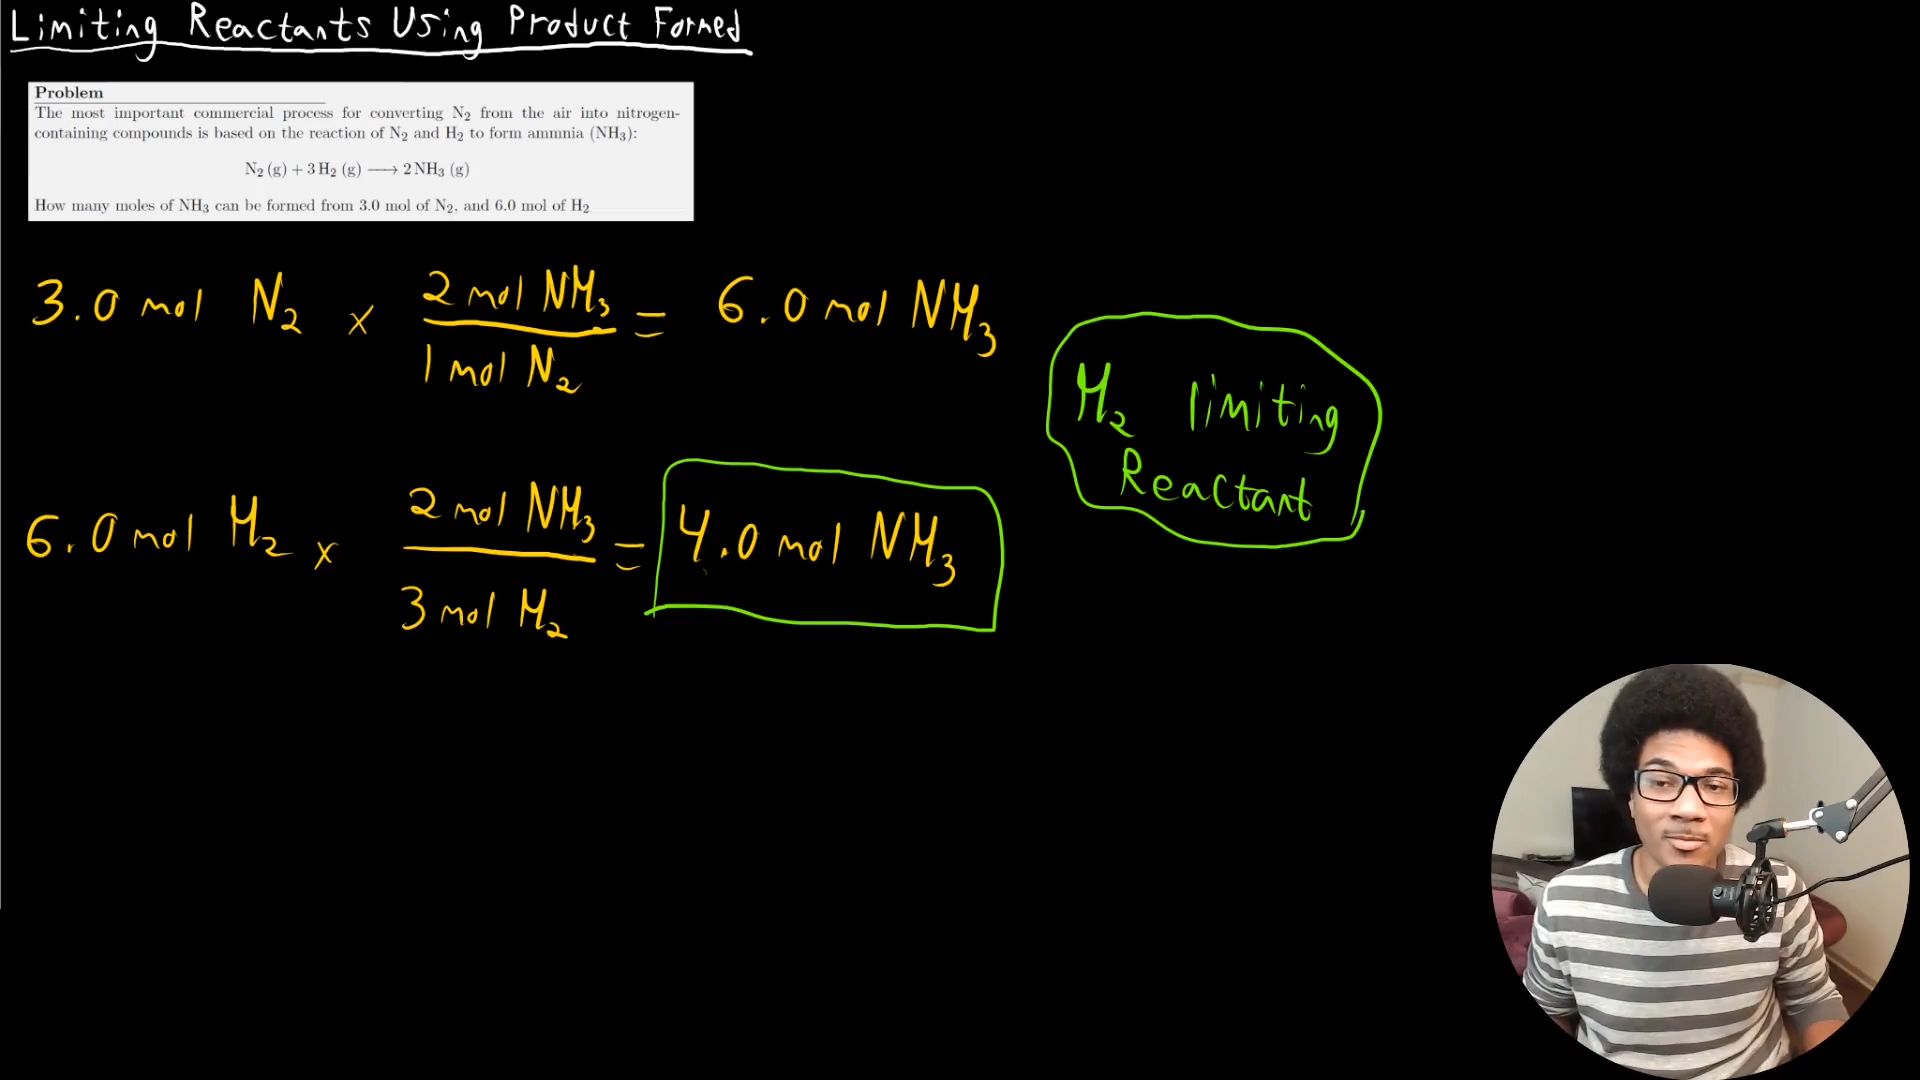 Limiting Reactants Using Product Formed
Problem
The most important commercial process for converting N₂ from the air into nitrogen-
containing compounds is based on the reaction of N₂ and H₂ to form ammnia (NH₃):
N₂ (g) + 3 H₂ (g) ⟶ 2 NH₃ (g)
How many moles of NH₃ can be formed from 3.0 mol of N₂, and 6.0 mol of H₂
3.0 mol N₂ × 2 mol NH₃ / 1 mol N₂ = 6.0 mol NH₃
H₂ limiting
Reactant
6.0 mol H₂ × 2 mol NH₃ / 3 mol H₂ = 4.0 mol NH₃